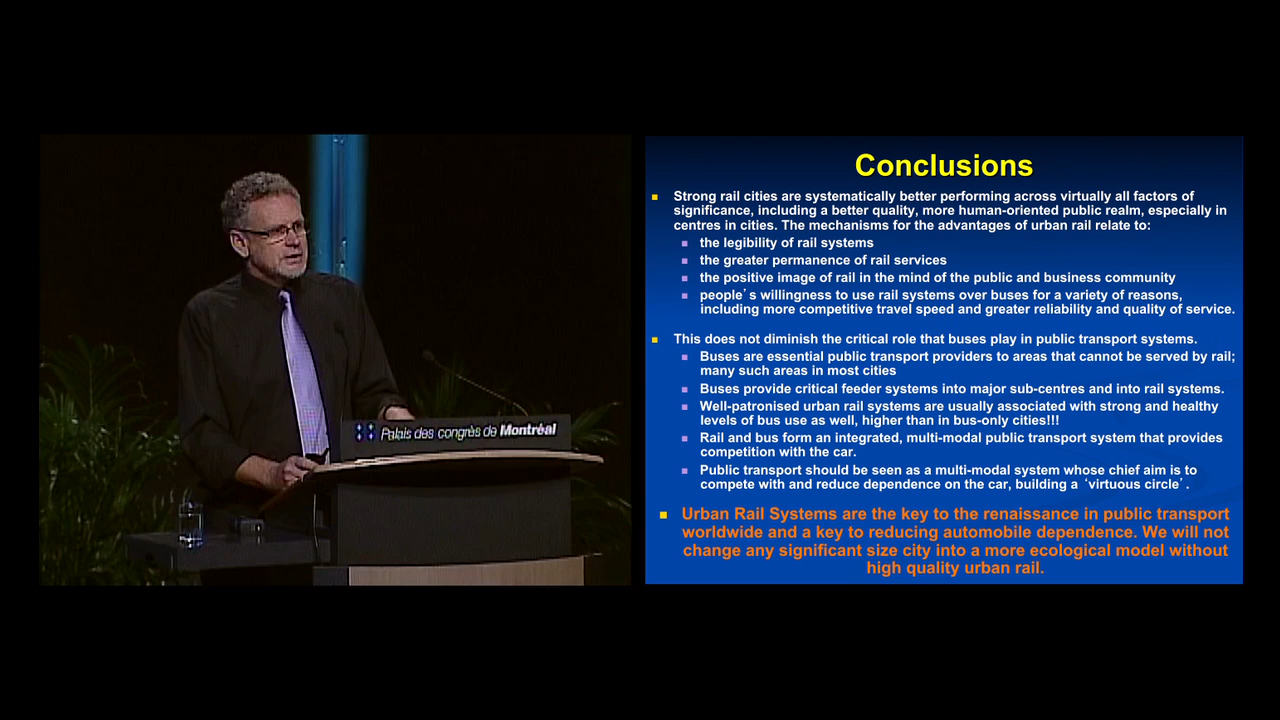 Palais des congrès de Montréal
Conclusions
Strong rail cities are systematically better performing across virtually all factors of
significance, including a better quality, more human-oriented public realm, especially in
centres in cities. The mechanisms for the advantages of urban rail relate to:
the legibility of rail systems
the greater permanence of rail services
the positive image of rail in the mind of the public and business community
people’s willingness to use rail systems over buses for a variety of reasons,
including more competitive travel speed and greater reliability and quality of service.
This does not diminish the critical role that buses play in public transport systems.
Buses are essential public transport providers to areas that cannot be served by rail;
many such areas in most cities
Buses provide critical feeder systems into major sub-centres and into rail systems.
Well-patronised urban rail systems are usually associated with strong and healthy
levels of bus use as well, higher than in bus-only cities!!!
Rail and bus form an integrated, multi-modal public transport system that provides
competition with the car.
Public transport should be seen as a multi-modal system whose chief aim is to
compete with and reduce dependence on the car, building a ‘virtuous circle’.
Urban Rail Systems are the key to the renaissance in public transport
worldwide and a key to reducing automobile dependence. We will not
change any significant size city into a more ecological model without
high quality urban rail.